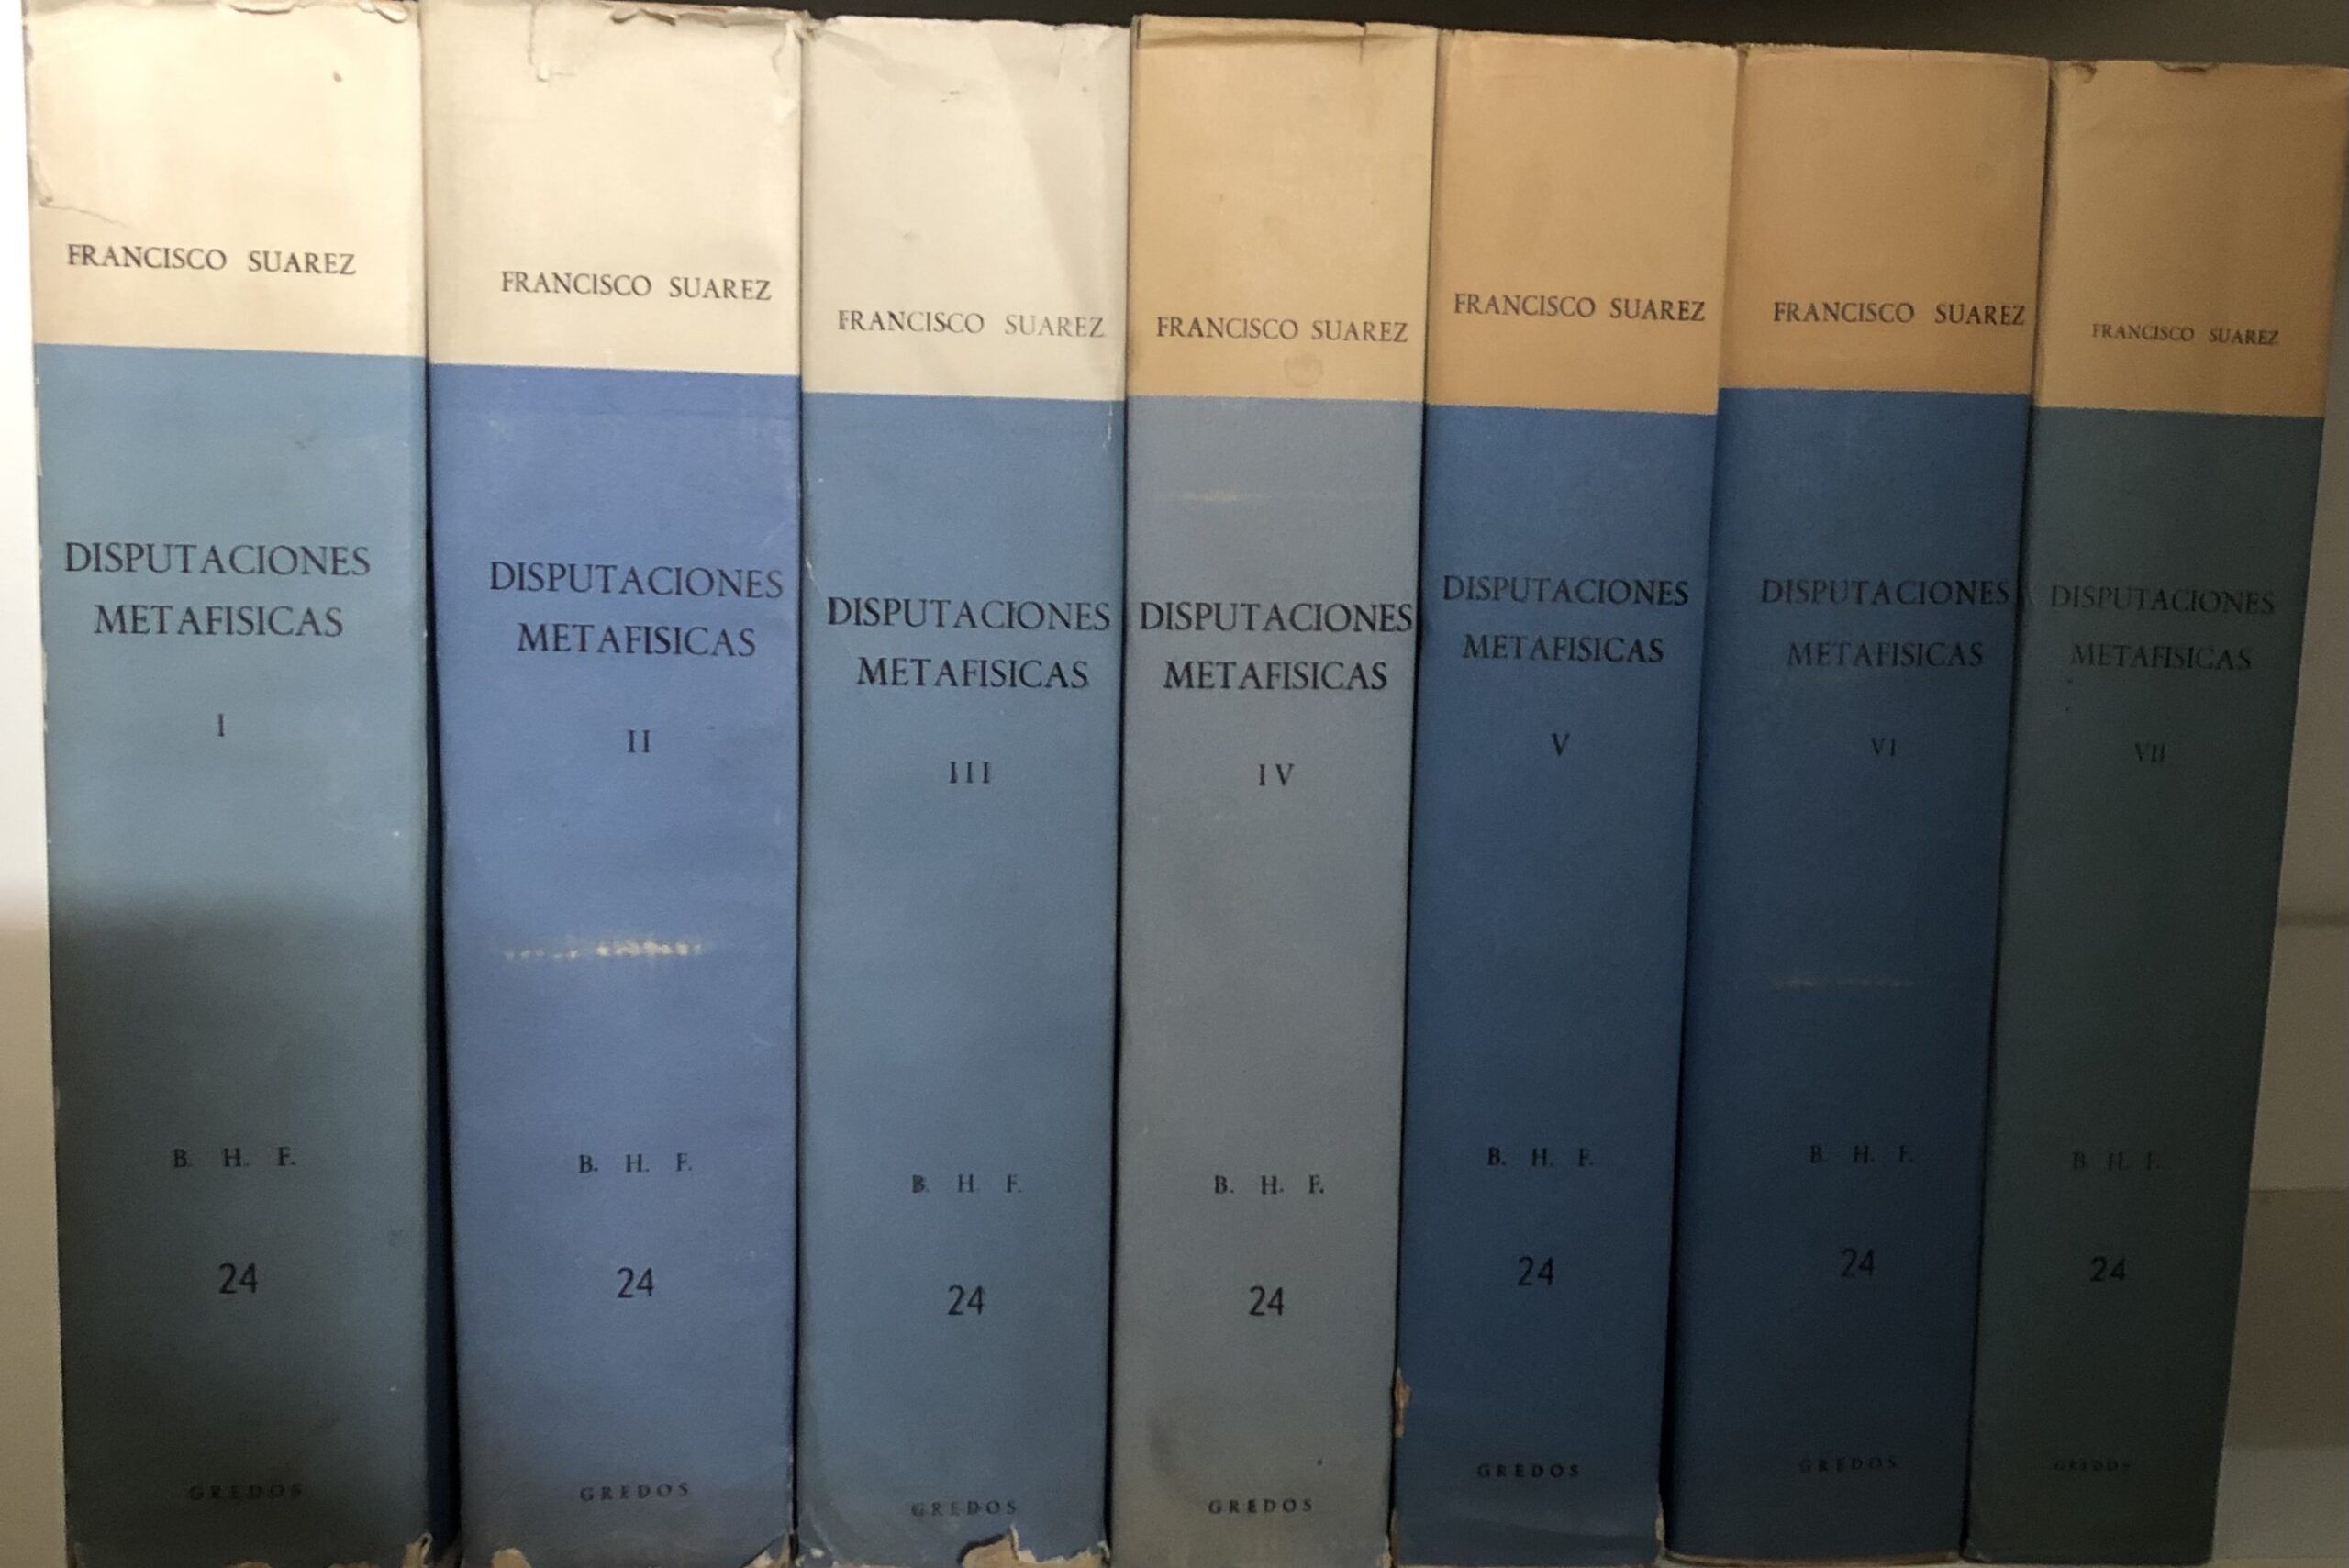 FRANCISCO SUAREZ
DISPUTACIONES
METAFISICAS
I
B. H. F.
24
GREDOS
FRANCISCO SUAREZ
DISPUTACIONES
METAFISICAS
II
B. H. F.
24
GREDOS
FRANCISCO SUAREZ
DISPUTACIONES
METAFISICAS
III
B. H. F.
24
GREDOS
FRANCISCO SUAREZ
DISPUTACIONES
METAFISICAS
IV
B. H. F.
24
GREDOS
FRANCISCO SUAREZ
DISPUTACIONES
METAFISICAS
V
B. H. F.
24
GREDOS
FRANCISCO SUAREZ
DISPUTACIONES
METAFISICAS
VI
B. H. F.
24
GREDOS
FRANCISCO SUAREZ
DISPUTACIONES
METAFISICAS
VII
B. H. F.
24
GREDOS